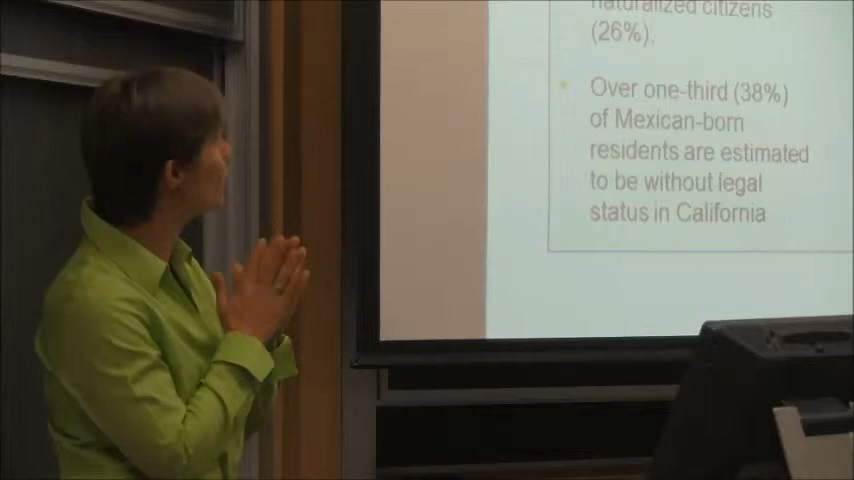 naturalized citizens
(26%).
Over one-third (38%)
of Mexican-born
residents are estimated
to be without legal
status in California